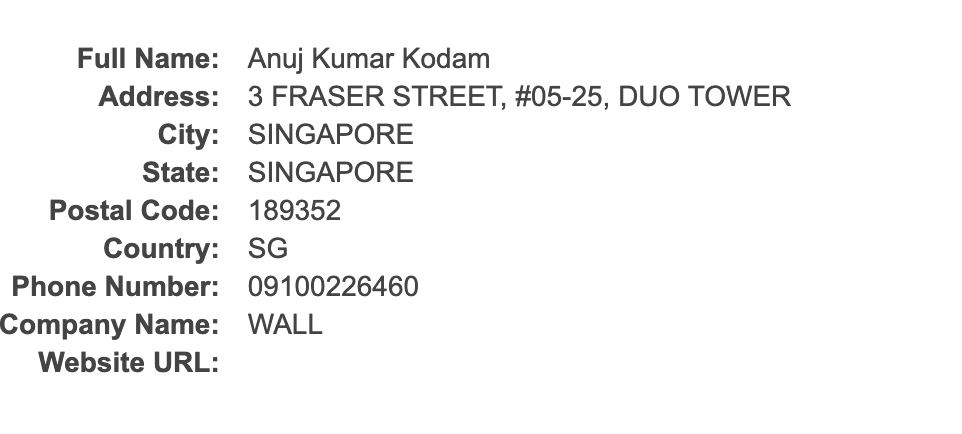 Full Name: Anuj Kumar Kodam
Address: 3 FRASER STREET, #05-25, DUO TOWER
City: SINGAPORE
State: SINGAPORE
Postal Code: 189352
Country: SG
Phone Number: 09100226460
Company Name: WALL
Website URL: